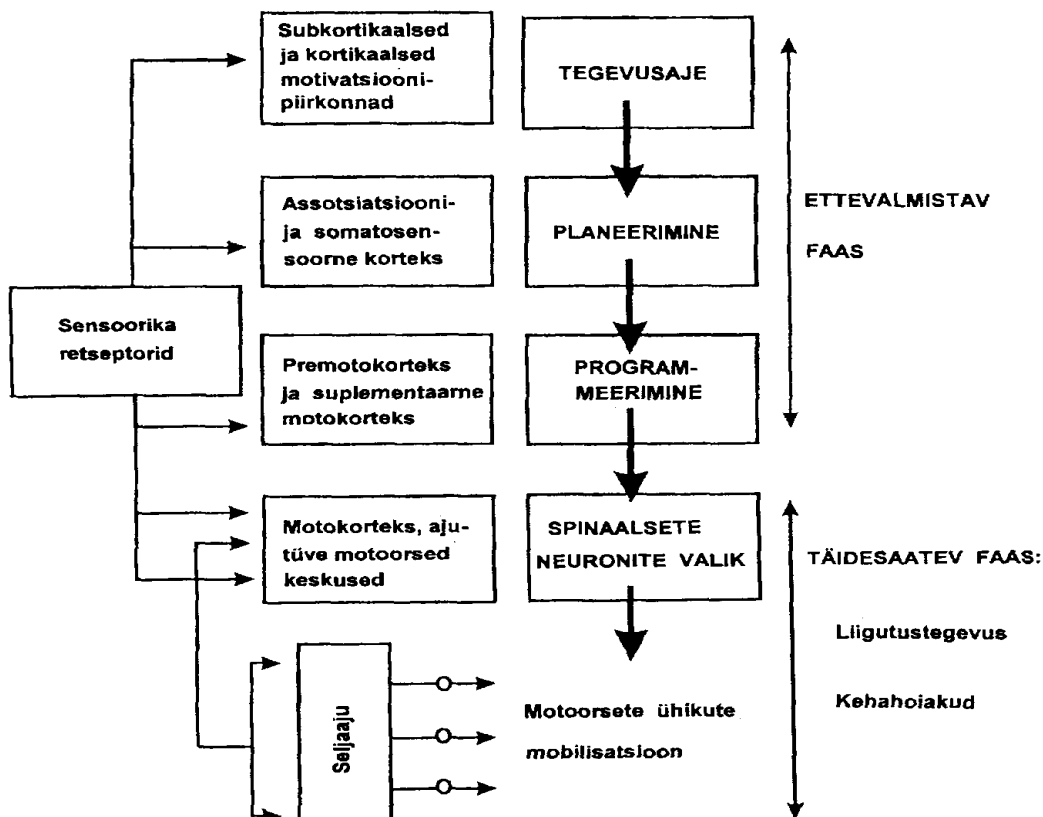 Subkortikaalsed
ja kortikaalsed
motivatsiooni-
piirkonnad
TEGEVUSAJE
Assotsiatsiooni-
ja somatosen-
soorne korteks
PLANEERIMINE
ETTEVALMISTAV
FAAS
Sensoorika
retseptorid
Premotokorteks
ja suplementaarne
motokorteks
PROGRAM-
MEERIMINE
Motokorteks, aju-
tüve motoorsed
keskused
SPINAALSETE
NEURONITE VALIK
TÄIDESAATEV FAAS:
Liigutustegevus
Kehahoiakud
Seljaaju
Motoorsete ühikute
mobilisatsioon